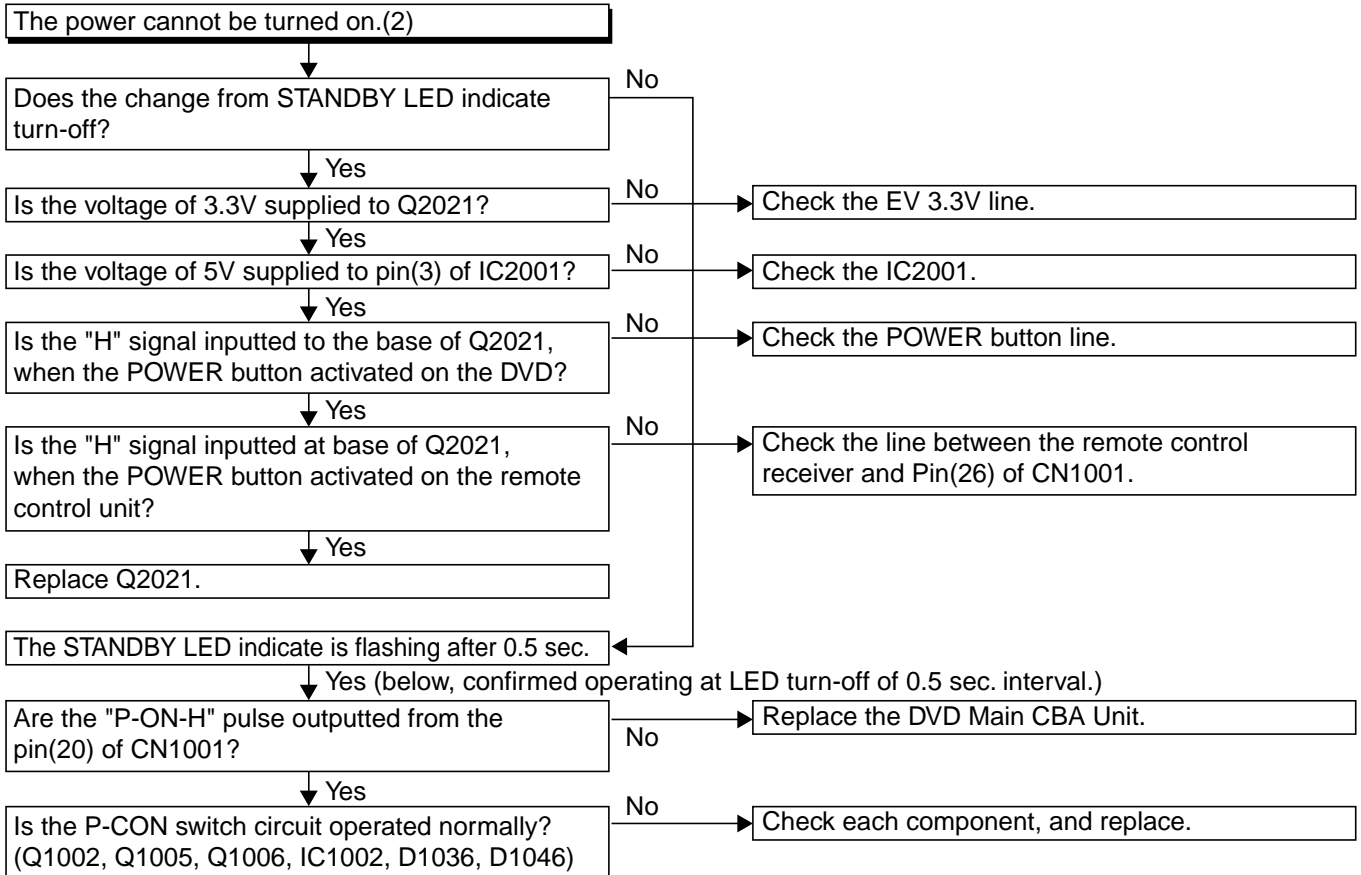 The power cannot be turned on.(2)
No
Does the change from STANDBY LED indicate
turn-off?
Yes
Is the voltage of 3.3V supplied to Q2021?
No
Check the EV 3.3V line.
Yes
Is the voltage of 5V supplied to pin(3) of IC2001?
No
Check the IC2001.
Yes
Is the "H" signal inputted to the base of Q2021,
when the POWER button activated on the DVD?
No
Check the POWER button line.
Yes
Is the "H" signal inputted at base of Q2021,
when the POWER button activated on the remote
control unit?
No
Check the line between the remote control
receiver and Pin(26) of CN1001.
Yes
Replace Q2021.
The STANDBY LED indicate is flashing after 0.5 sec.
Yes (below, confirmed operating at LED turn-off of 0.5 sec. interval.)
Are the "P-ON-H" pulse outputted from the
pin(20) of CN1001?
No
Replace the DVD Main CBA Unit.
Yes
Is the P-CON switch circuit operated normally?
(Q1002, Q1005, Q1006, IC1002, D1036, D1046)
No
Check each component, and replace.